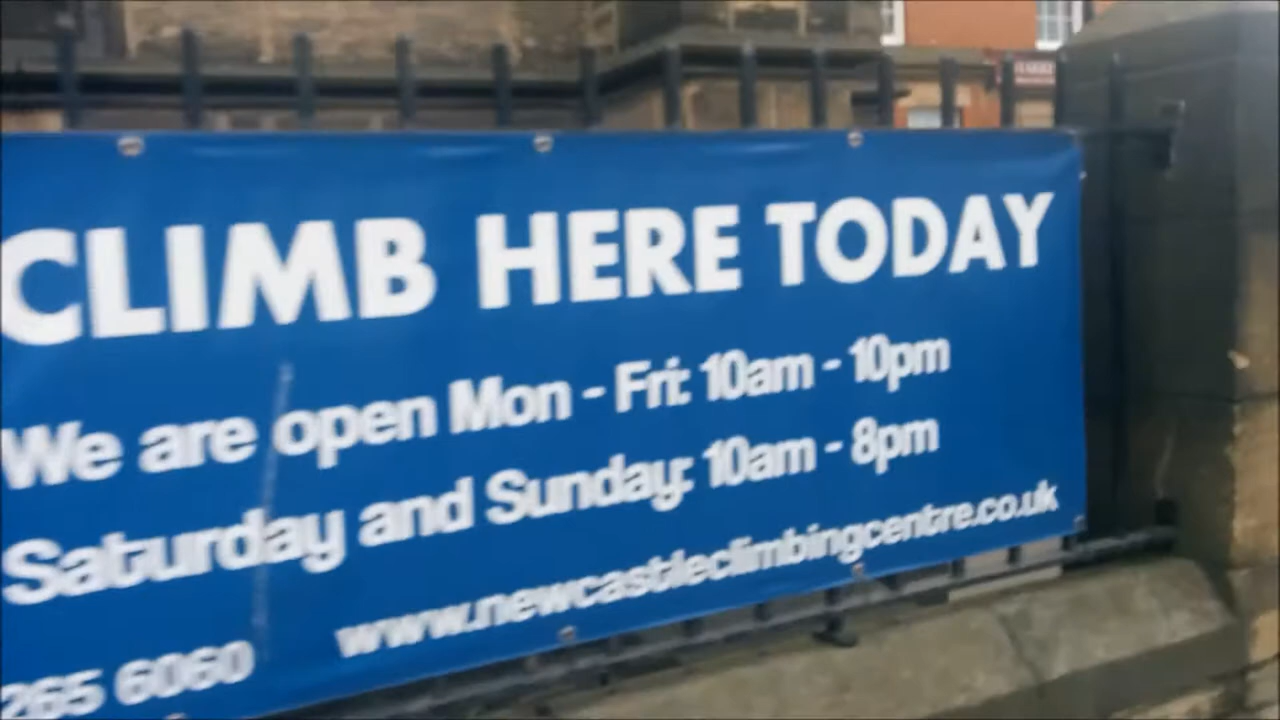 CLIMB HERE TODAY
We are open Mon - Fri: 10am - 10pm
Saturday and Sunday: 10am - 8pm
265 6060 www.newcastleclimbingcentre.co.uk